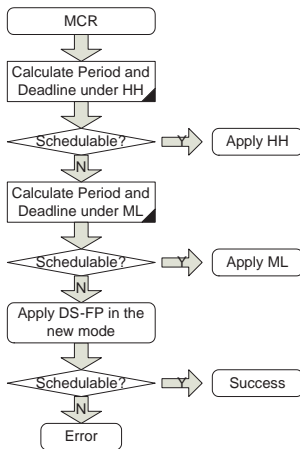 MCR
Calculate Period and
Deadline under HH
Schedulable?
Y
Apply HH
N
Calculate Period and
Deadline under ML
Schedulable?
Y
Apply ML
N
Apply DS-FP in the
new mode
Schedulable?
Y
Success
N
Error